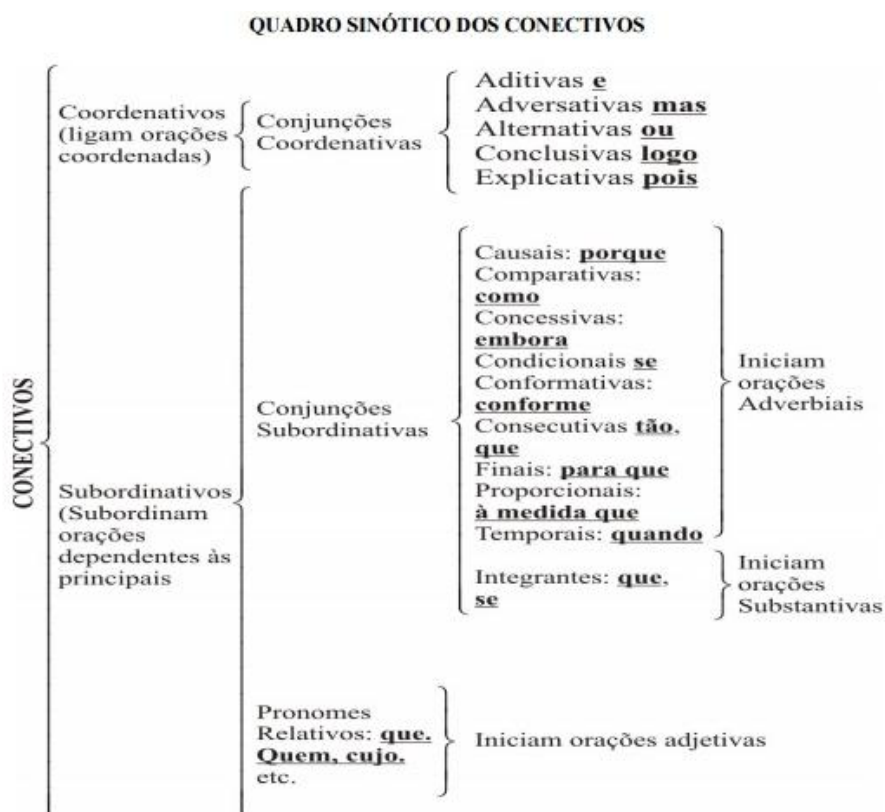 QUADRO SINÓTICO DOS CONECTIVOS
CONECTIVOS
Coordenativos
(ligam orações
coordenadas)
Conjunções
Coordenativas
Aditivas e
Adversativas mas
Alternativas ou
Conclusivas logo
Explicativas pois
Subordinativos
(Subordinam
orações
dependentes às
principais
Conjunções
Subordinativas
Causais: porque
Comparativas:
como
Concessivas:
embora
Condicionais se
Conformativas:
conforme
Consecutivas tão,
que
Finais: para que
Proporcionais:
à medida que
Temporais: quando
Iniciam
orações
Adverbiais
Integrantes: que,
se
Iniciam
orações
Substantivas
Pronomes
Relativos: que.
Quem, cujo.
etc.
Iniciam orações adjetivas